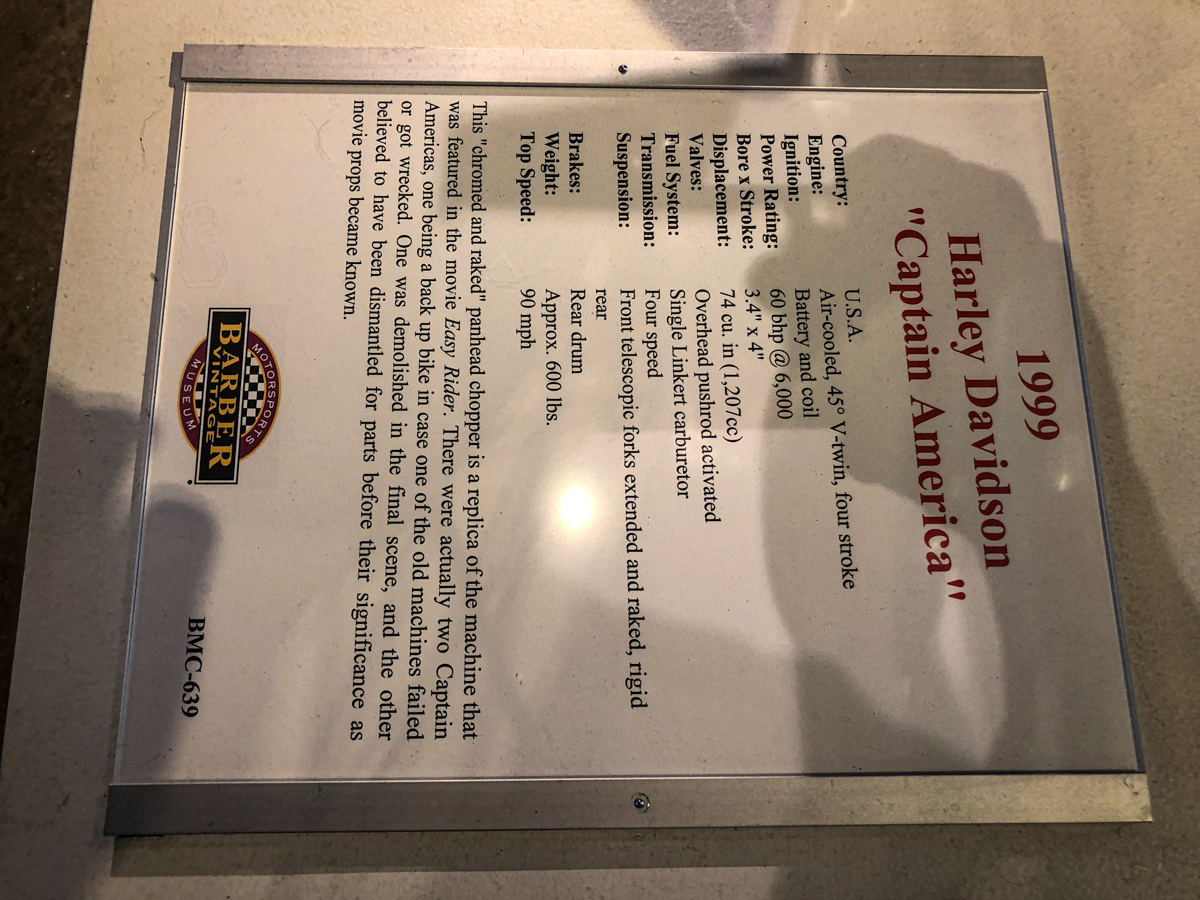 1999
Harley Davidson
"Captain America"
Country: U.S.A.
Engine: Air-cooled, 45° V-twin, four stroke
Ignition: Battery and coil
Power Rating: 60 bhp @ 6,000
Bore x Stroke: 3.4" x 4"
Displacement: 74 cu. in (1,207cc)
Valves: Overhead pushrod activated
Fuel System: Single Linkert carburetor
Transmission: Four speed
Suspension: Front telescopic forks extended and raked, rigid
rear
Brakes: Rear drum
Weight: Approx. 600 lbs.
Top Speed: 90 mph
This "chromed and raked" panhead chopper is a replica of the machine that
was featured in the movie Easy Rider. There were actually two Captain
Americas, one being a back up bike in case one of the old machines failed
or got wrecked. One was demolished in the final scene, and the other
believed to have been dismantled for parts before their significance as
movie props became known.
MOTORSPORTS
BARBER
VINTAGE
MUSEUM
BMC-639